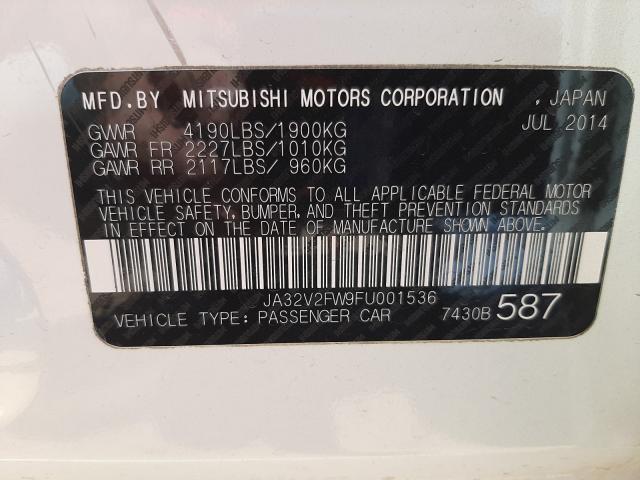 MFD.BY MITSUBISHI MOTORS CORPORATION , JAPAN
GVWR 4190LBS/1900KG JUL 2014
GAWR FR 2227LBS/1010KG
GAWR RR 2117LBS/ 960KG
THIS VEHICLE CONFORMS TO ALL APPLICABLE FEDERAL MOTOR
VEHICLE SAFETY, BUMPER, AND THEFT PREVENTION STANDARDS
IN EFFECT ON THE DATE OF MANUFACTURE SHOWN ABOVE.
JA32V2FW9FU001536
VEHICLE TYPE: PASSENGER CAR 7430B 587